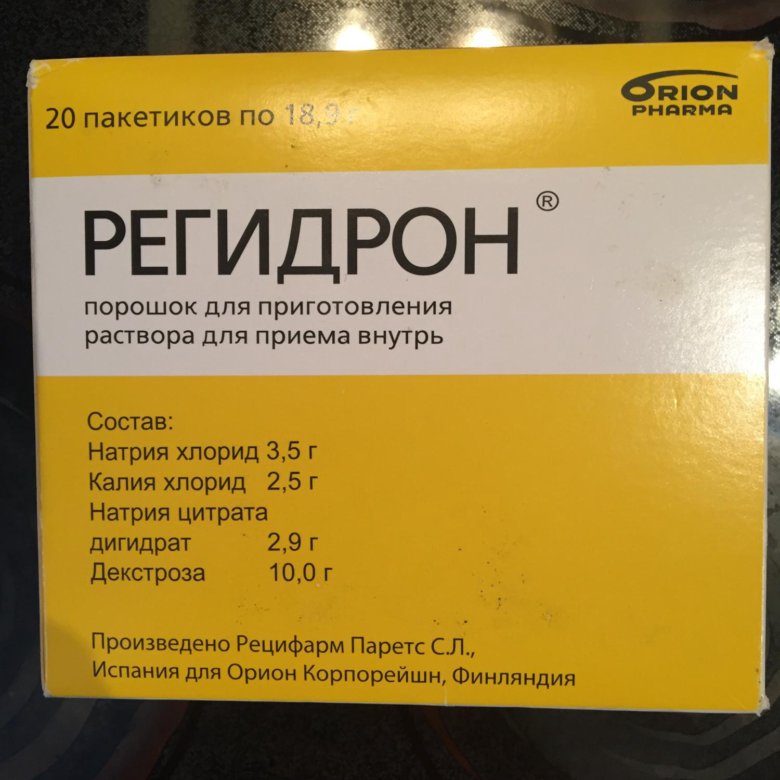 ORION
PHARMA
20 пакетиков по 18,9 г
РЕГИДРОН ®
порошок для приготовления
раствора для приема внутрь
Состав:
Натрия хлорид 3,5 г
Калия хлорид 2,5 г
Натрия цитрата
дигидрат 2,9 г
Декстроза 10,0 г
Произведено Рецифарм Паретс С.Л.,
Испания для Орион Корпорейшн, Финляндия